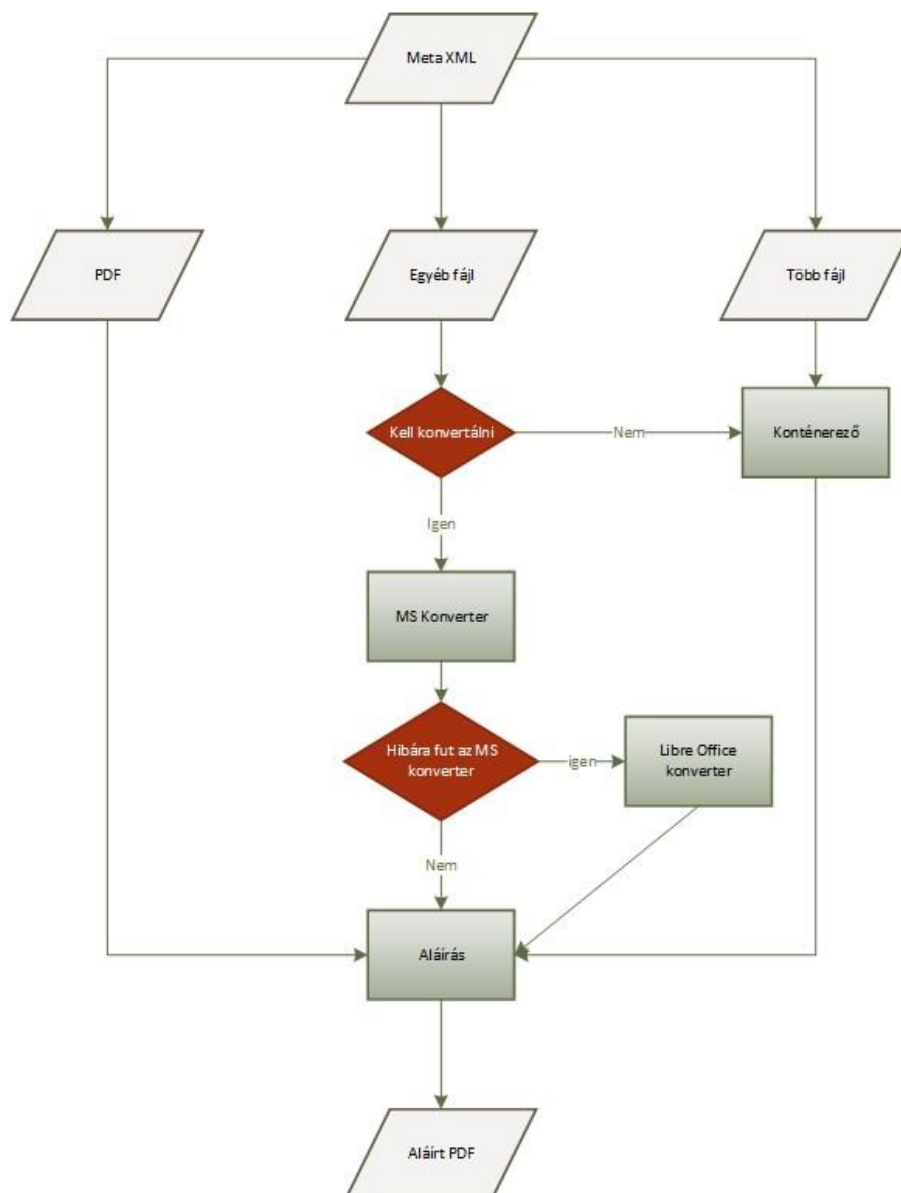 Meta XML
PDF
Egyéb fájl
Több fájl
Kell konvertálni
Nem
Konténerező
Igen
MS Konverter
Hibára fut az MS
konverter
igen
Libre Office
konverter
Nem
Aláírás
Aláírt PDF